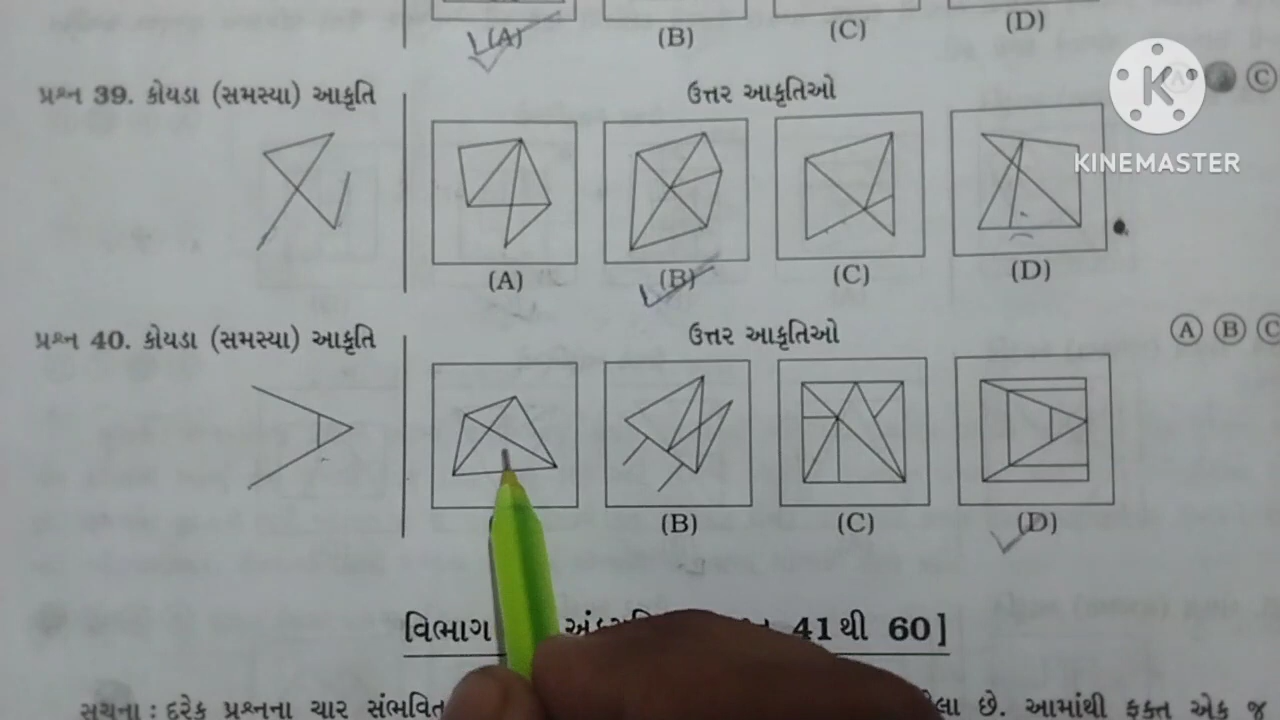 (A) (B) (C) (D)
K
KINEMASTER
પ્રશ્ન 39. કોયડા (સમસ્યા) આકૃતિ ઉત્તર આકૃતિઓ A C
(A) (B) (C) (D)
પ્રશ્ન 40. કોયડા (સમસ્યા) આકૃતિ ઉત્તર આકૃતિઓ A B C
(B) (C) (D)
વિભાગ 41 થી 60]
સૂચના : દરેક પ્રશ્નના ચાર સંભવિત છે. આમાંથી ફક્ત એક જ